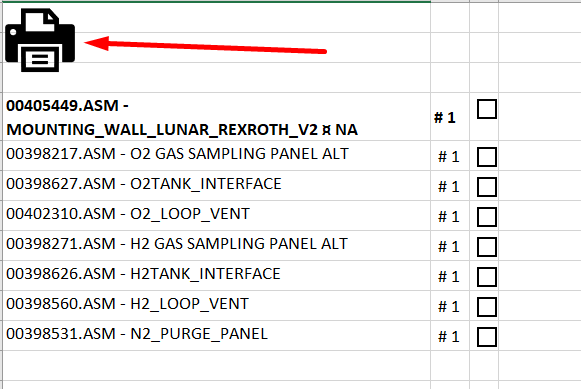 00405449.ASM -
MOUNTING_WALL_LUNAR_REXROTH_V2 ¤ NA # 1
00398217.ASM - O2 GAS SAMPLING PANEL ALT # 1
00398627.ASM - O2TANK_INTERFACE # 1
00402310.ASM - O2_LOOP_VENT # 1
00398271.ASM - H2 GAS SAMPLING PANEL ALT # 1
00398626.ASM - H2TANK_INTERFACE # 1
00398560.ASM - H2_LOOP_VENT # 1
00398531.ASM - N2_PURGE_PANEL # 1